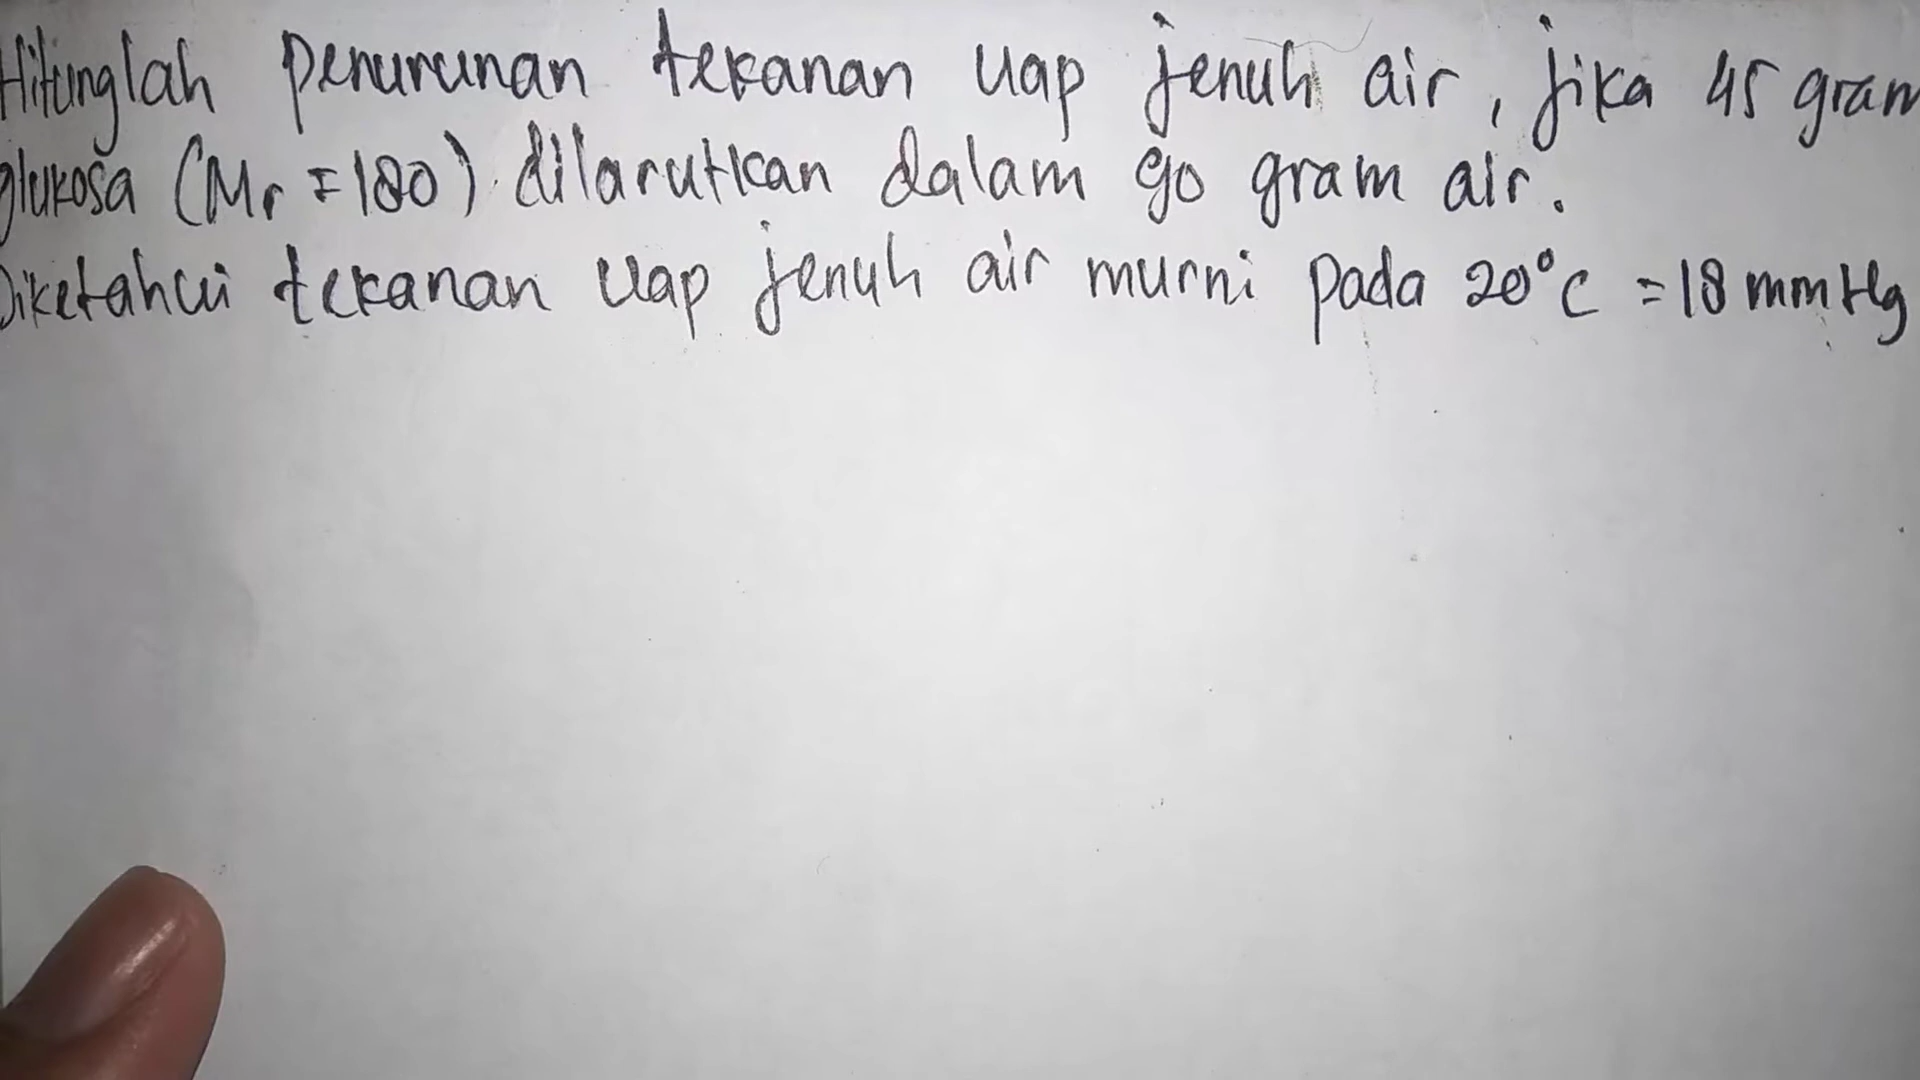 Hitunglah penurunan tekanan uap jenuh air, jika 45 gram
glukosa (Mr = 180) dilarutkan dalam 90 gram air.
Diketahui tekanan uap jenuh air murni pada 20°C = 18 mmHg